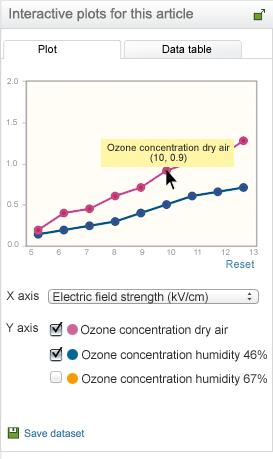 Interactive plots for this article
Plot
Data table
2.0
1.5
Ozone concentration dry air
(10, 0.9)
1.0
0.5
0.0
5 6 7 8 9 10 11 12 13
Reset
X axis Electric field strength (kV/cm)
Y axis Ozone concentration dry air
Ozone concentration humidity 46%
Ozone concentration humidity 67%
Save dataset